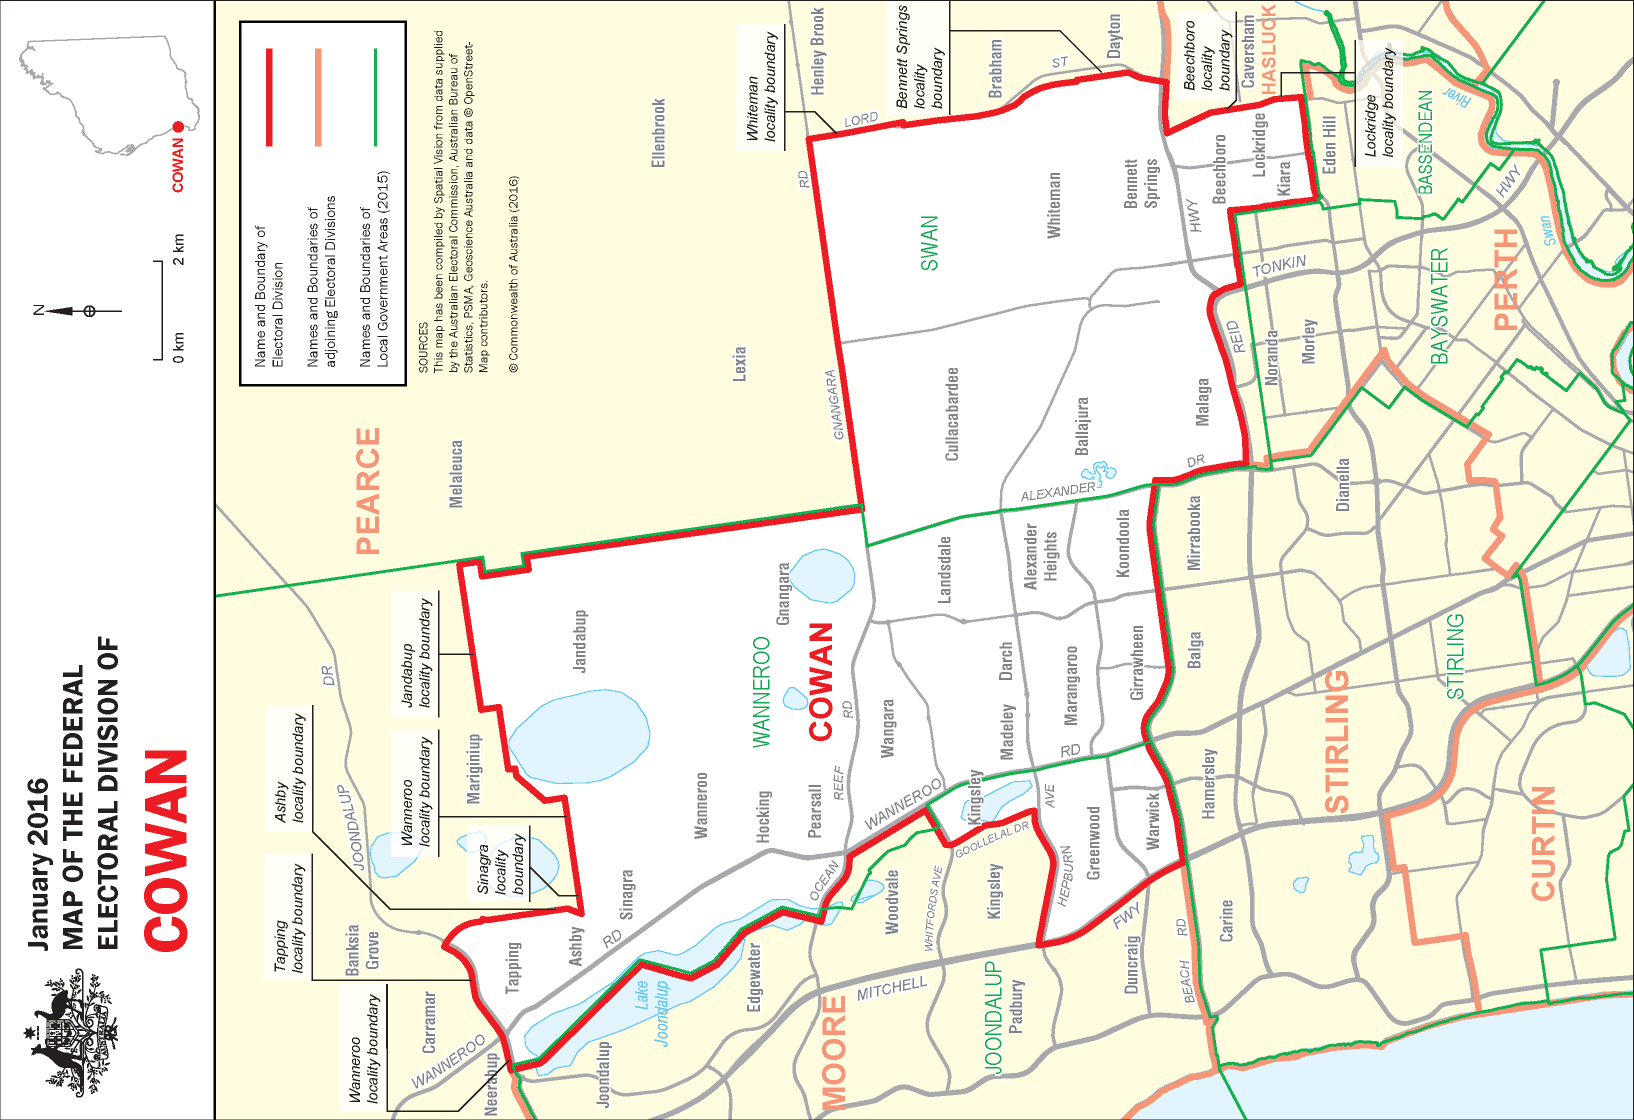 January 2016
MAP OF THE FEDERAL
ELECTORAL DIVISION OF
COWAN
N
0 km
2 km
COWAN
Name and Boundary of
Electoral Division
Names and Boundaries of
adjoining Electoral Divisions
Names and Boundaries of
Local Government Areas (2015)
SOURCES
This map has been compiled by Spatial Vision from data supplied
by the Australian Electoral Commission, Australian Bureau of
Statistics, PSMA, Geoscience Australia and data © OpenStreet-
Map contributors.
© Commonwealth of Australia (2016)
PEARCE
Melaleuca
Lexia
Ellenbrook
Henley Brook
Brabham
Dayton
Caversham
HASLUCK
Whiteman
locality boundary
Bennett Springs
locality
boundary
Beechboro
locality
boundary
Lockridge
locality boundary
LORD
ST
RD
GNANGARA
SWAN
Whiteman
Bennett
Springs
Beechboro
Lockridge
Kiara
Eden Hill
BASSENDEAN
River
Swan
HWY
HWY
TONKIN
REID
Noranda
Morley
BAYSWATER
PERTH
Cullacabardee
Ballajura
Malaga
DR
ALEXANDER
Dianella
Mirrabooka
Landsdale
Alexander
Heights
Koondoola
Jandabup
locality boundary
Ashby
locality boundary
Wanneroo
locality boundary
Tapping
locality boundary
Sinagra
locality
boundary
Wanneroo
locality boundary
DR
JOONDALUP
Mariginiup
Jandabup
Gnangara
WANNEROO
COWAN
RD
REEF
OCEAN
Wanneroo
Hocking
Pearsall
Wangara
Darch
Madeley
Marangaroo
Girrawheen
Balga
STIRLING
STIRLING
RD
WANNEROO
Kingsley
AVE
GOOLLELAL DR
HEPBURN
Greenwood
Warwick
Hamersley
CURTIN
Sinagra
Ashby
RD
Tapping
Banksia
Grove
Carramar
WANNEROO
Neerabup
Joondalup
Lake
Joondalup
Edgewater
Woodvale
WHITFORDS AVE
Kingsley
MOORE
MITCHELL
FWY
JOONDALUP
Padbury
Duncraig
BEACH
RD
Carine